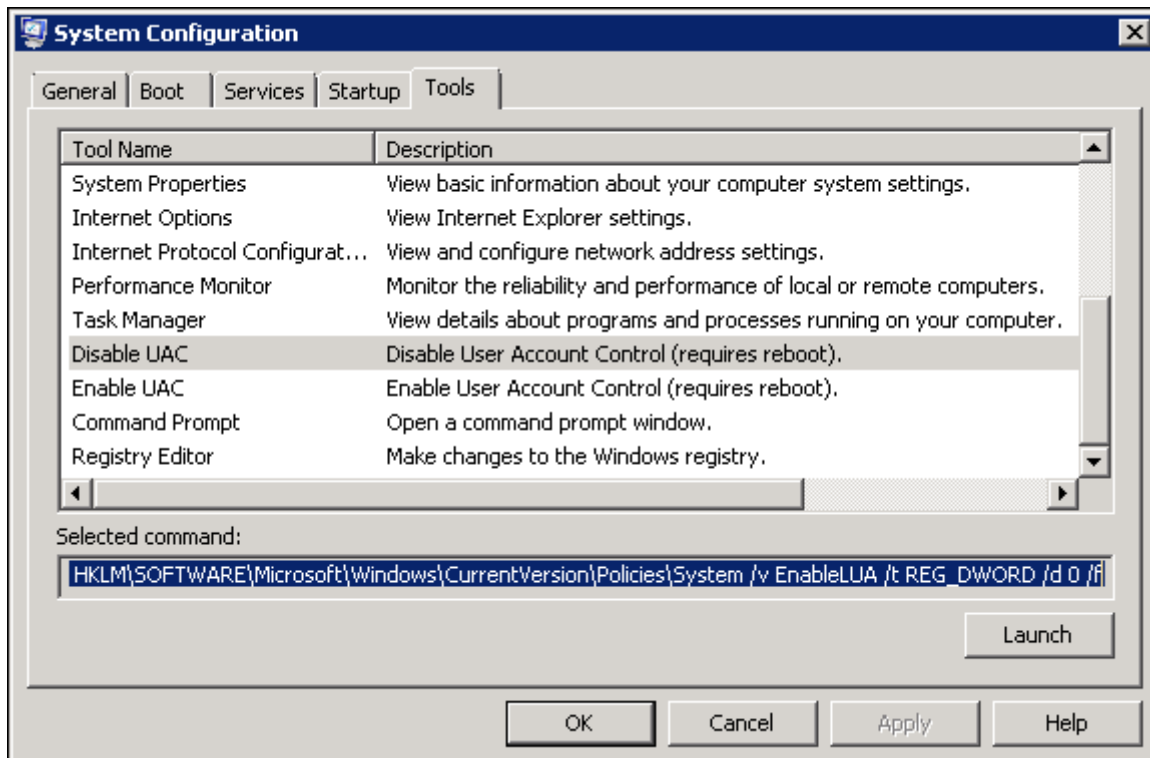 System Configuration
General Boot Services Startup Tools
Tool Name Description
System Properties View basic information about your computer system settings.
Internet Options View Internet Explorer settings.
Internet Protocol Configurat... View and configure network address settings.
Performance Monitor Monitor the reliability and performance of local or remote computers.
Task Manager View details about programs and processes running on your computer.
Disable UAC Disable User Account Control (requires reboot).
Enable UAC Enable User Account Control (requires reboot).
Command Prompt Open a command prompt window.
Registry Editor Make changes to the Windows registry.
Selected command:
HKLM\SOFTWARE\Microsoft\Windows\CurrentVersion\Policies\System /v EnableLUA /t REG_DWORD /d 0 /f
Launch
OK Cancel Apply Help